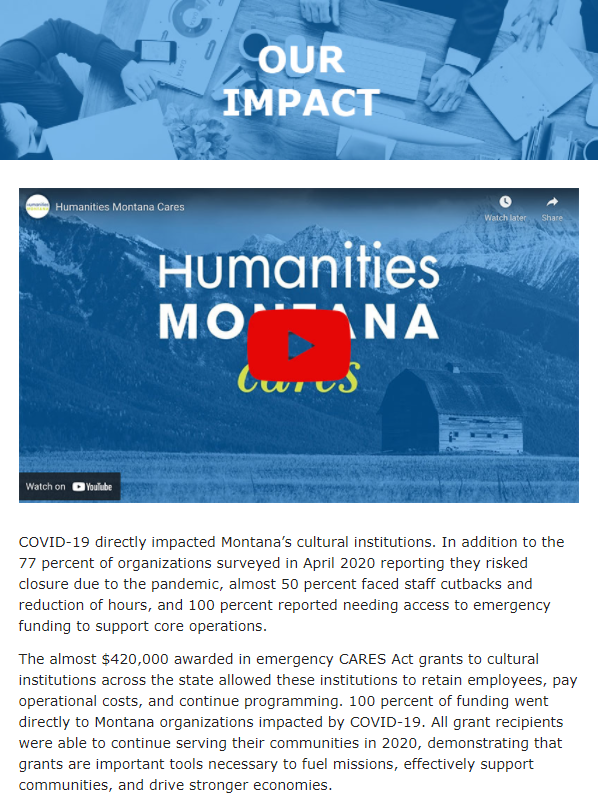 OUR
IMPACT
Humanities Montana Cares
Watch later
Share
Humanities
MONTANA
cares
Watch on YouTube
COVID-19 directly impacted Montana’s cultural institutions. In addition to the
77 percent of organizations surveyed in April 2020 reporting they risked
closure due to the pandemic, almost 50 percent faced staff cutbacks and
reduction of hours, and 100 percent reported needing access to emergency
funding to support core operations.
The almost $420,000 awarded in emergency CARES Act grants to cultural
institutions across the state allowed these institutions to retain employees, pay
operational costs, and continue programming. 100 percent of funding went
directly to Montana organizations impacted by COVID-19. All grant recipients
were able to continue serving their communities in 2020, demonstrating that
grants are important tools necessary to fuel missions, effectively support
communities, and drive stronger economies.